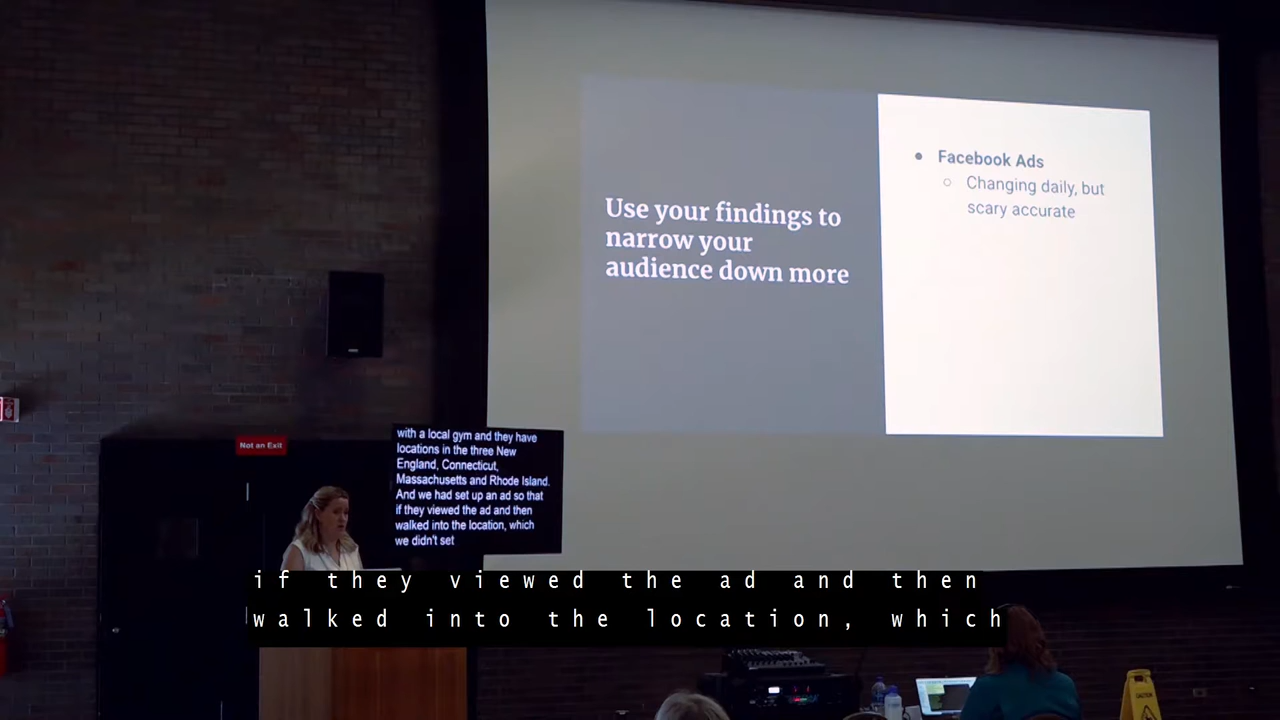 Use your findings to
narrow your
audience down more
Facebook Ads
Changing daily, but
scary accurate
Not an Exit
with a local gym and they have
locations in the three New
England, Connecticut,
Massachusetts and Rhode Island.
And we had set up an ad so that
if they viewed the ad and then
walked into the location, which
we didn't set
if they viewed the ad and then
walked into the location, which
CAUTION